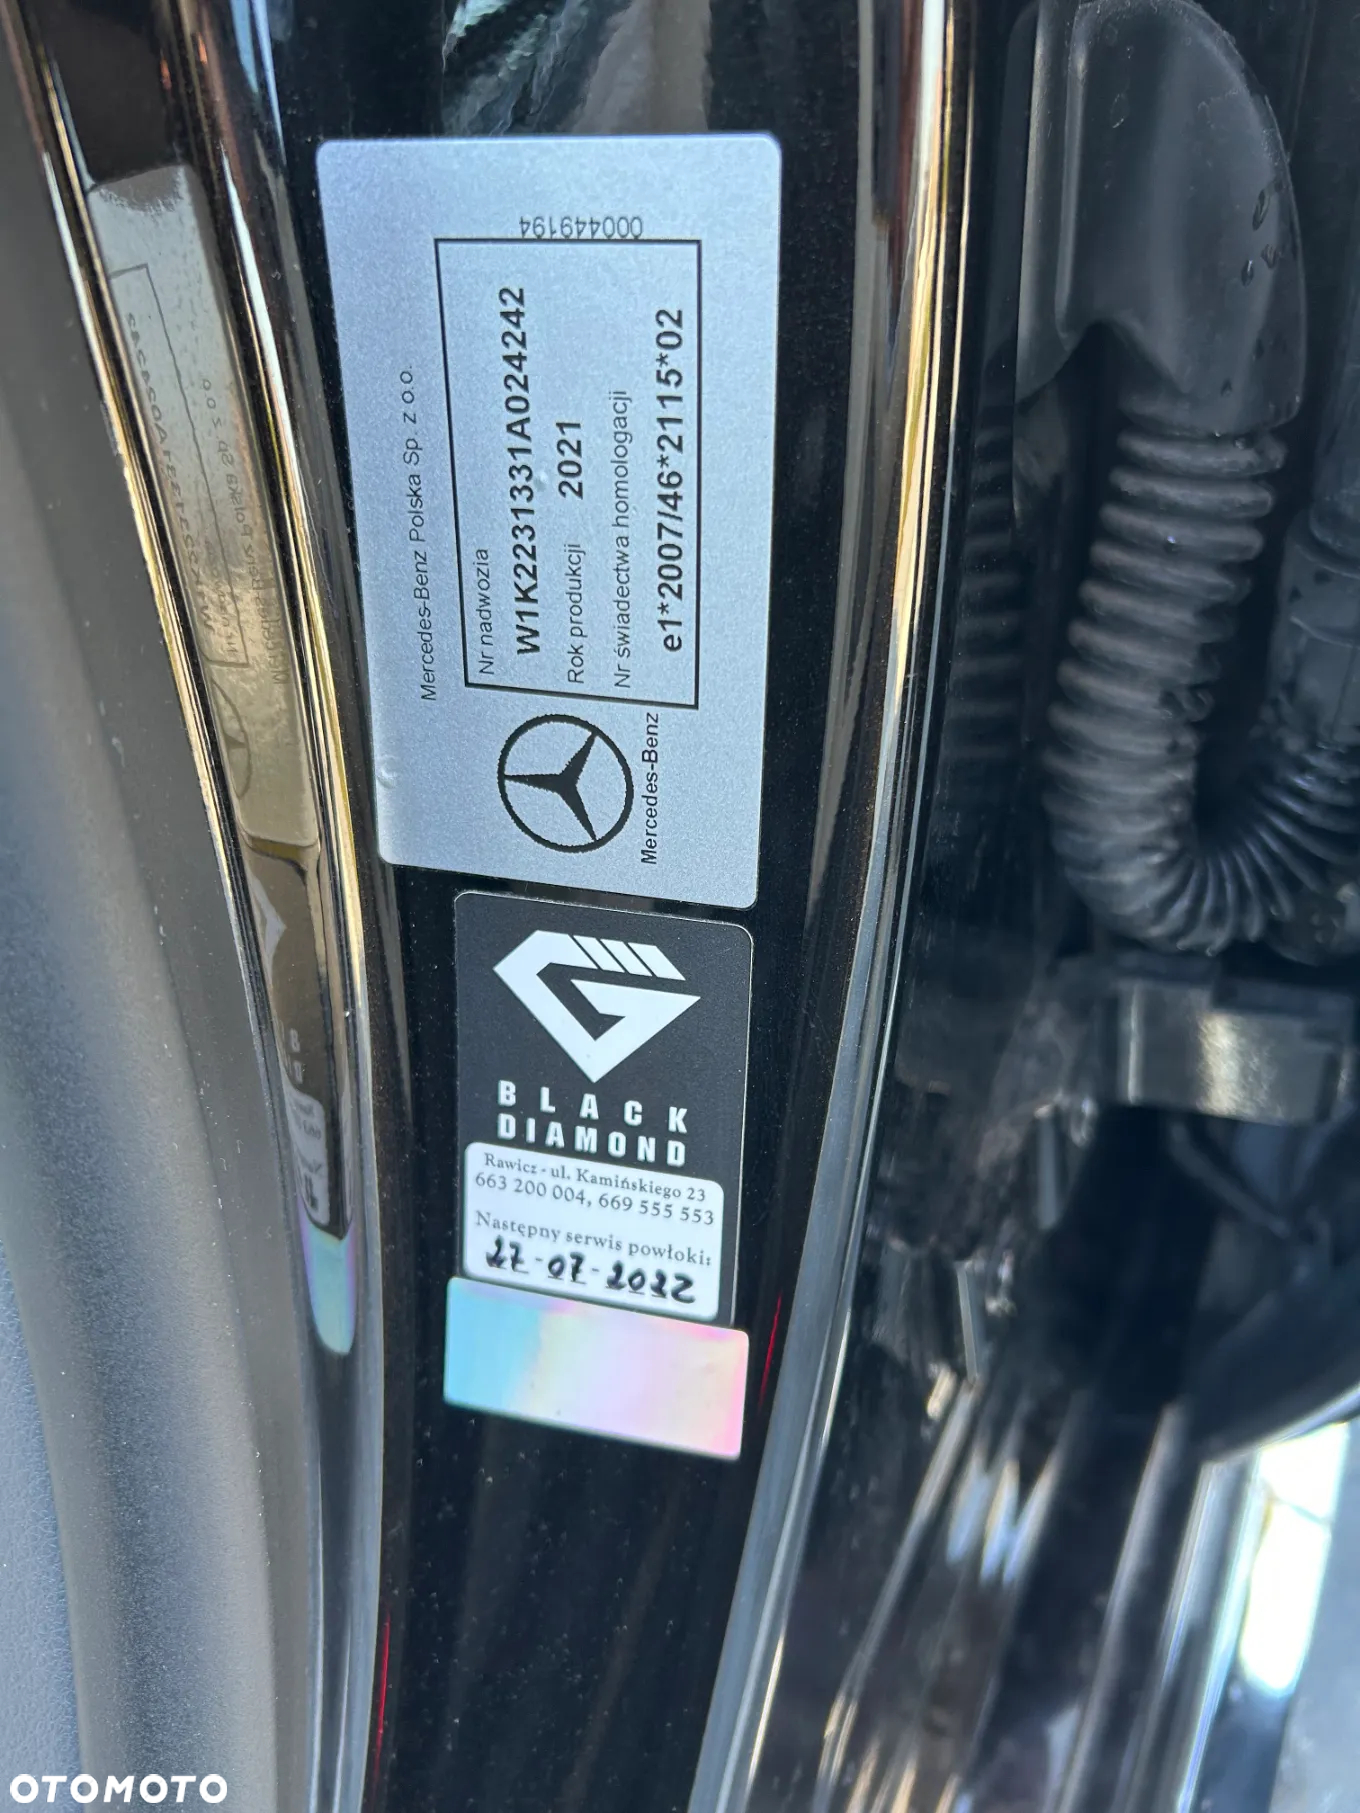 000449194
Mercedes-Benz Polska Sp. z o.o.
Nr nadwozia
W1K2231331A024242
Rok produkcji 2021
Nr świadectwa homologacji
e1*2007/46*2115*02
Mercedes-Benz
BLACK
DIAMOND
Rawicz - ul. Kamińskiego 23
663 200 004, 669 555 553
Następny serwis powłoki:
27-07-2022
OTOMOTO